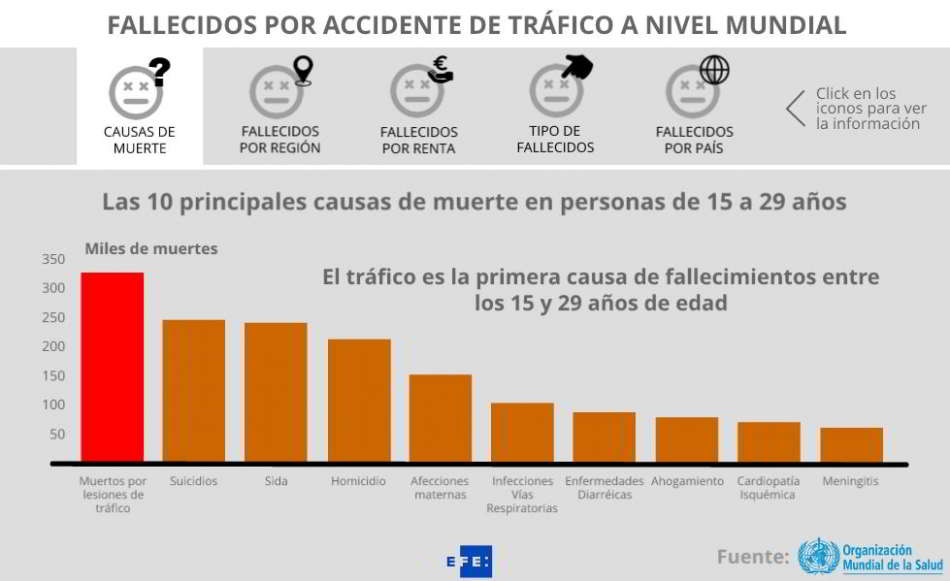 FALLECIDOS POR ACCIDENTE DE TRÁFICO A NIVEL MUNDIAL
?
€
CAUSAS DE
MUERTE
FALLECIDOS
POR REGIÓN
FALLECIDOS
POR RENTA
TIPO DE
FALLECIDOS
FALLECIDOS
POR PAÍS
Click en los
iconos para ver
la información
Las 10 principales causas de muerte en personas de 15 a 29 años
Miles de muertes
El tráfico es la primera causa de fallecimientos entre
los 15 y 29 años de edad
350
300
250
200
150
100
50
Muertos por
lesiones de
tráfico
Suicidios
Sida
Homicidio
Afecciones
maternas
Infecciones
Vías
Respiratorias
Enfermedades
Diarréicas
Ahogamiento
Cardiopatía
Isquémica
Meningitis
EFE:
Fuente:
Organización
Mundial de la Salud